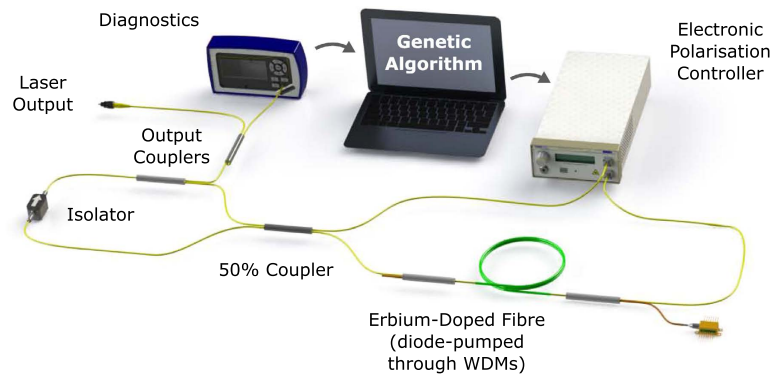 Diagnostics
Genetic
Algorithm
Electronic
Polarisation
Controller
Laser
Output
Output
Couplers
Isolator
50% Coupler
Erbium-Doped Fibre
(diode-pumped
through WDMs)